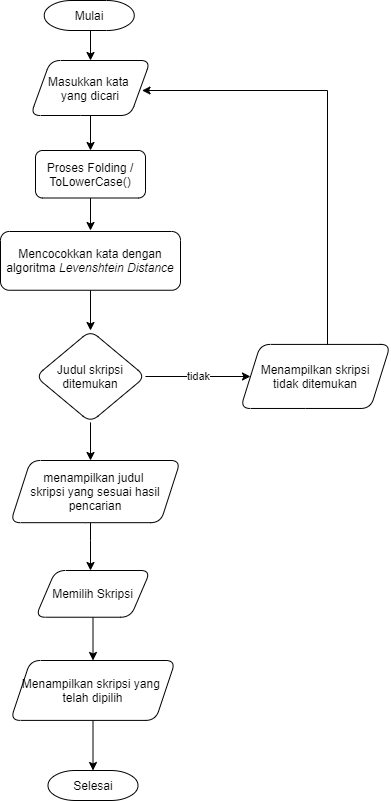 Mulai
Masukkan kata
yang dicari
Proses Folding /
ToLowerCase()
Mencocokkan kata dengan
algoritma Levenshtein Distance
Judul skripsi
ditemukan
tidak
Menampilkan skripsi
tidak ditemukan
menampilkan judul
skripsi yang sesuai hasil
pencarian
Memilih Skripsi
Menampilkan skripsi yang
telah dipilih
Selesai